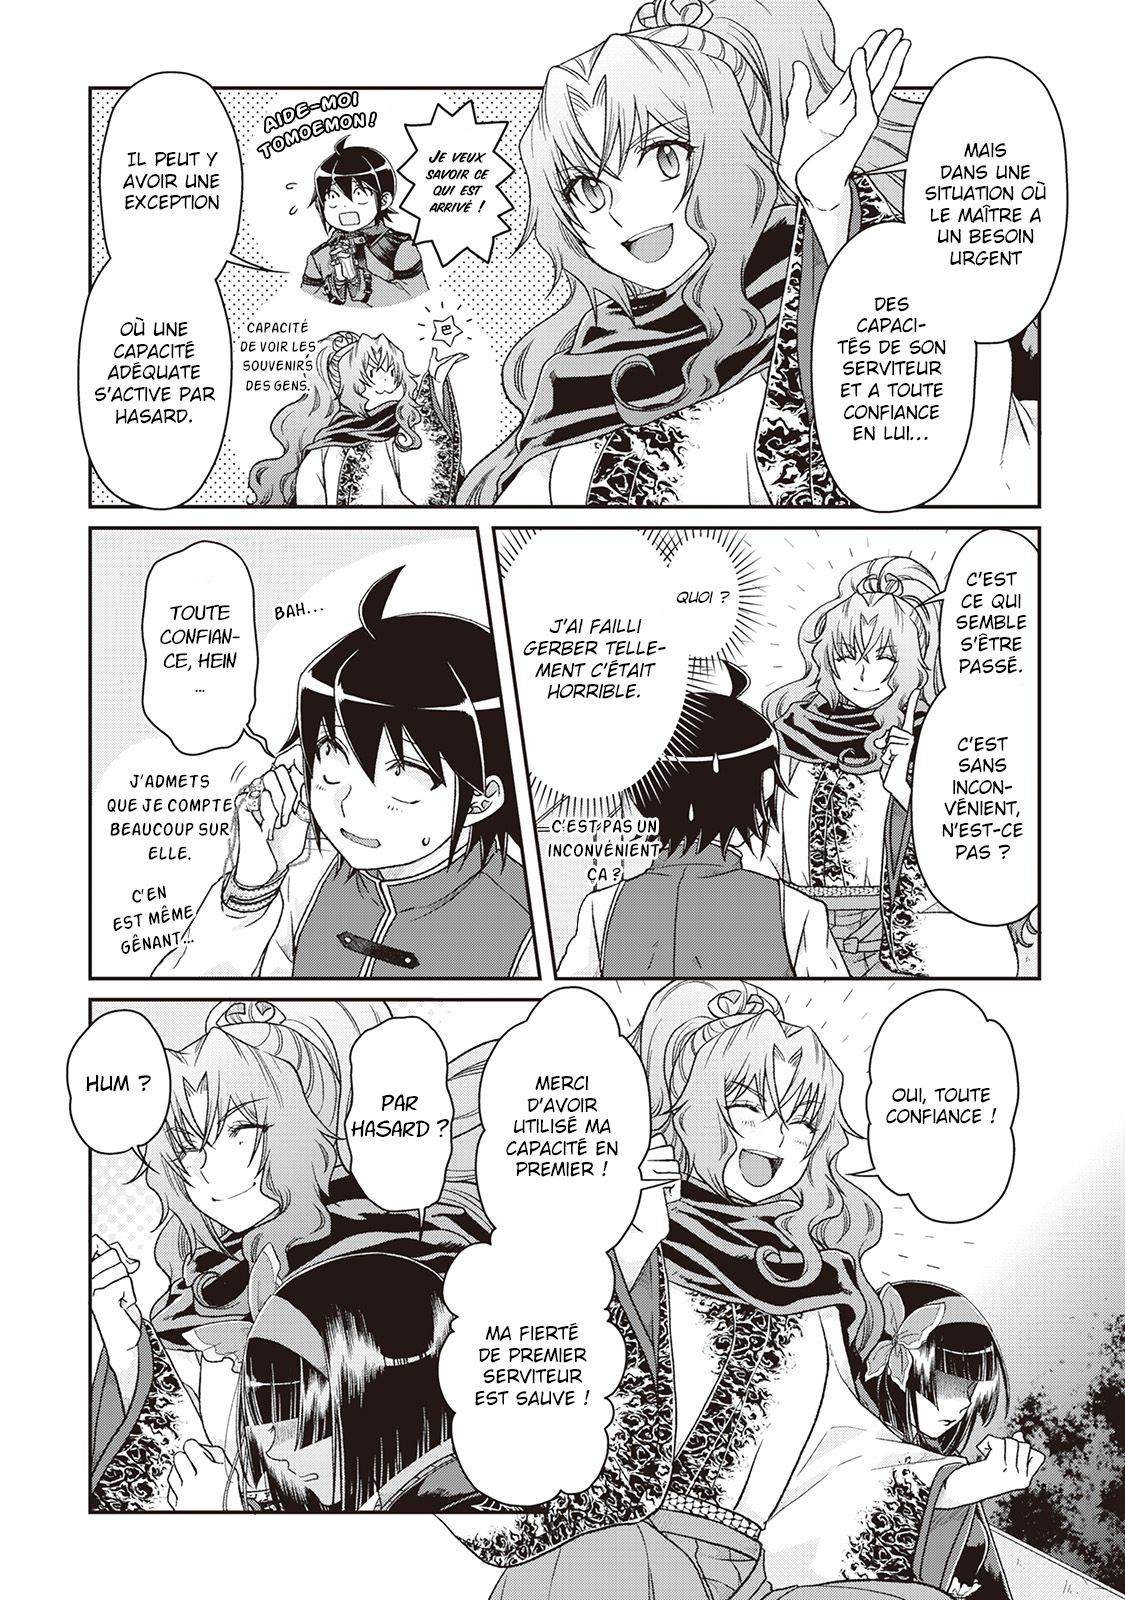 MAIS
DANS UNE
SITUATION OÙ
LE MAÎTRE A
UN BESOIN
URGENT
DES
CAPACI-
TÉS DE SON
SERVITEUR
ET A TOUTE
CONFIANCE
EN LUI...
JE VEUX
SAVOIR CE
QUI EST
ARRIVÉ !
AIDE-MOI
TOMOEMON !
CAPACITÉ
DE VOIR LES
SOUVENIRS
DES GENS.
IL PEUT Y
AVOIR UNE
EXCEPTION
OÙ UNE
CAPACITÉ
ADÉQUATE
S'ACTIVE PAR
HASARD.
C'EST
CE QUI
SEMBLE
S'ÊTRE
PASSÉ.
C'EST
SANS
INCON-
VÉNIENT,
N'EST-CE
PAS ?
QUOI ?
J'AI FAILLI
GERBER TELLE-
MENT C'ÉTAIT
HORRIBLE.
C'EST PAS UN
INCONVÉNIENT
ÇA ?
BAH...
TOUTE
CONFIAN-
CE, HEIN
...
J'ADMETS
QUE JE COMPTE
BEAUCOUP SUR
ELLE.
C'EN
EST MÊME
GÊNANT...
OUI, TOUTE
CONFIANCE !
MERCI
D'AVOIR
UTILISÉ MA
CAPACITÉ EN
PREMIER !
MA FIERTÉ
DE PREMIER
SERVITEUR
EST SAUVE !
PAR
HASARD ?
HUM ?